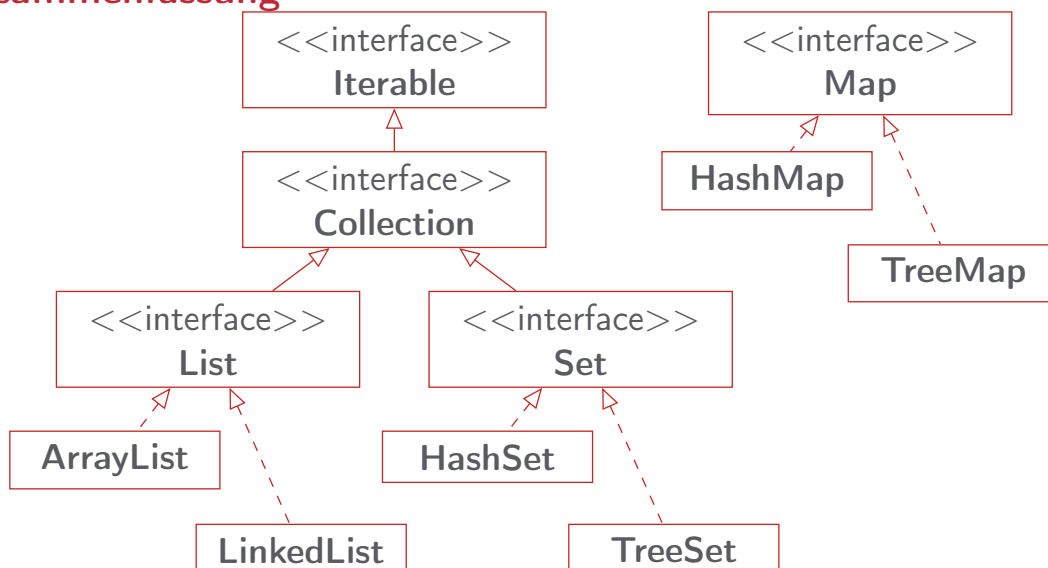 <<interface>>
Iterable
<<interface>>
Map
<<interface>>
Collection
HashMap
TreeMap
<<interface>>
List
<<interface>>
Set
ArrayList
HashSet
LinkedList
TreeSet